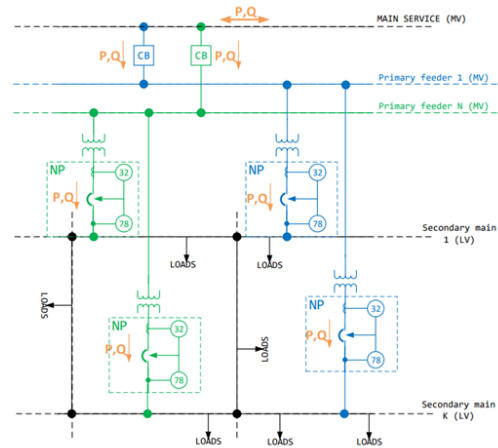 P,Q
MAIN SERVICE (MV)
P,Q
CB
CB
P,Q
Primary feeder 1 (MV)
Primary feeder N (MV)
NP
32
P,Q
78
NP
32
P,Q
78
Secondary main
1 (LV)
LOADS
LOADS
LOADS
LOADS
NP
32
P,Q
78
NP
32
P,Q
78
Secondary main
K (LV)
LOADS
LOADS
LOADS